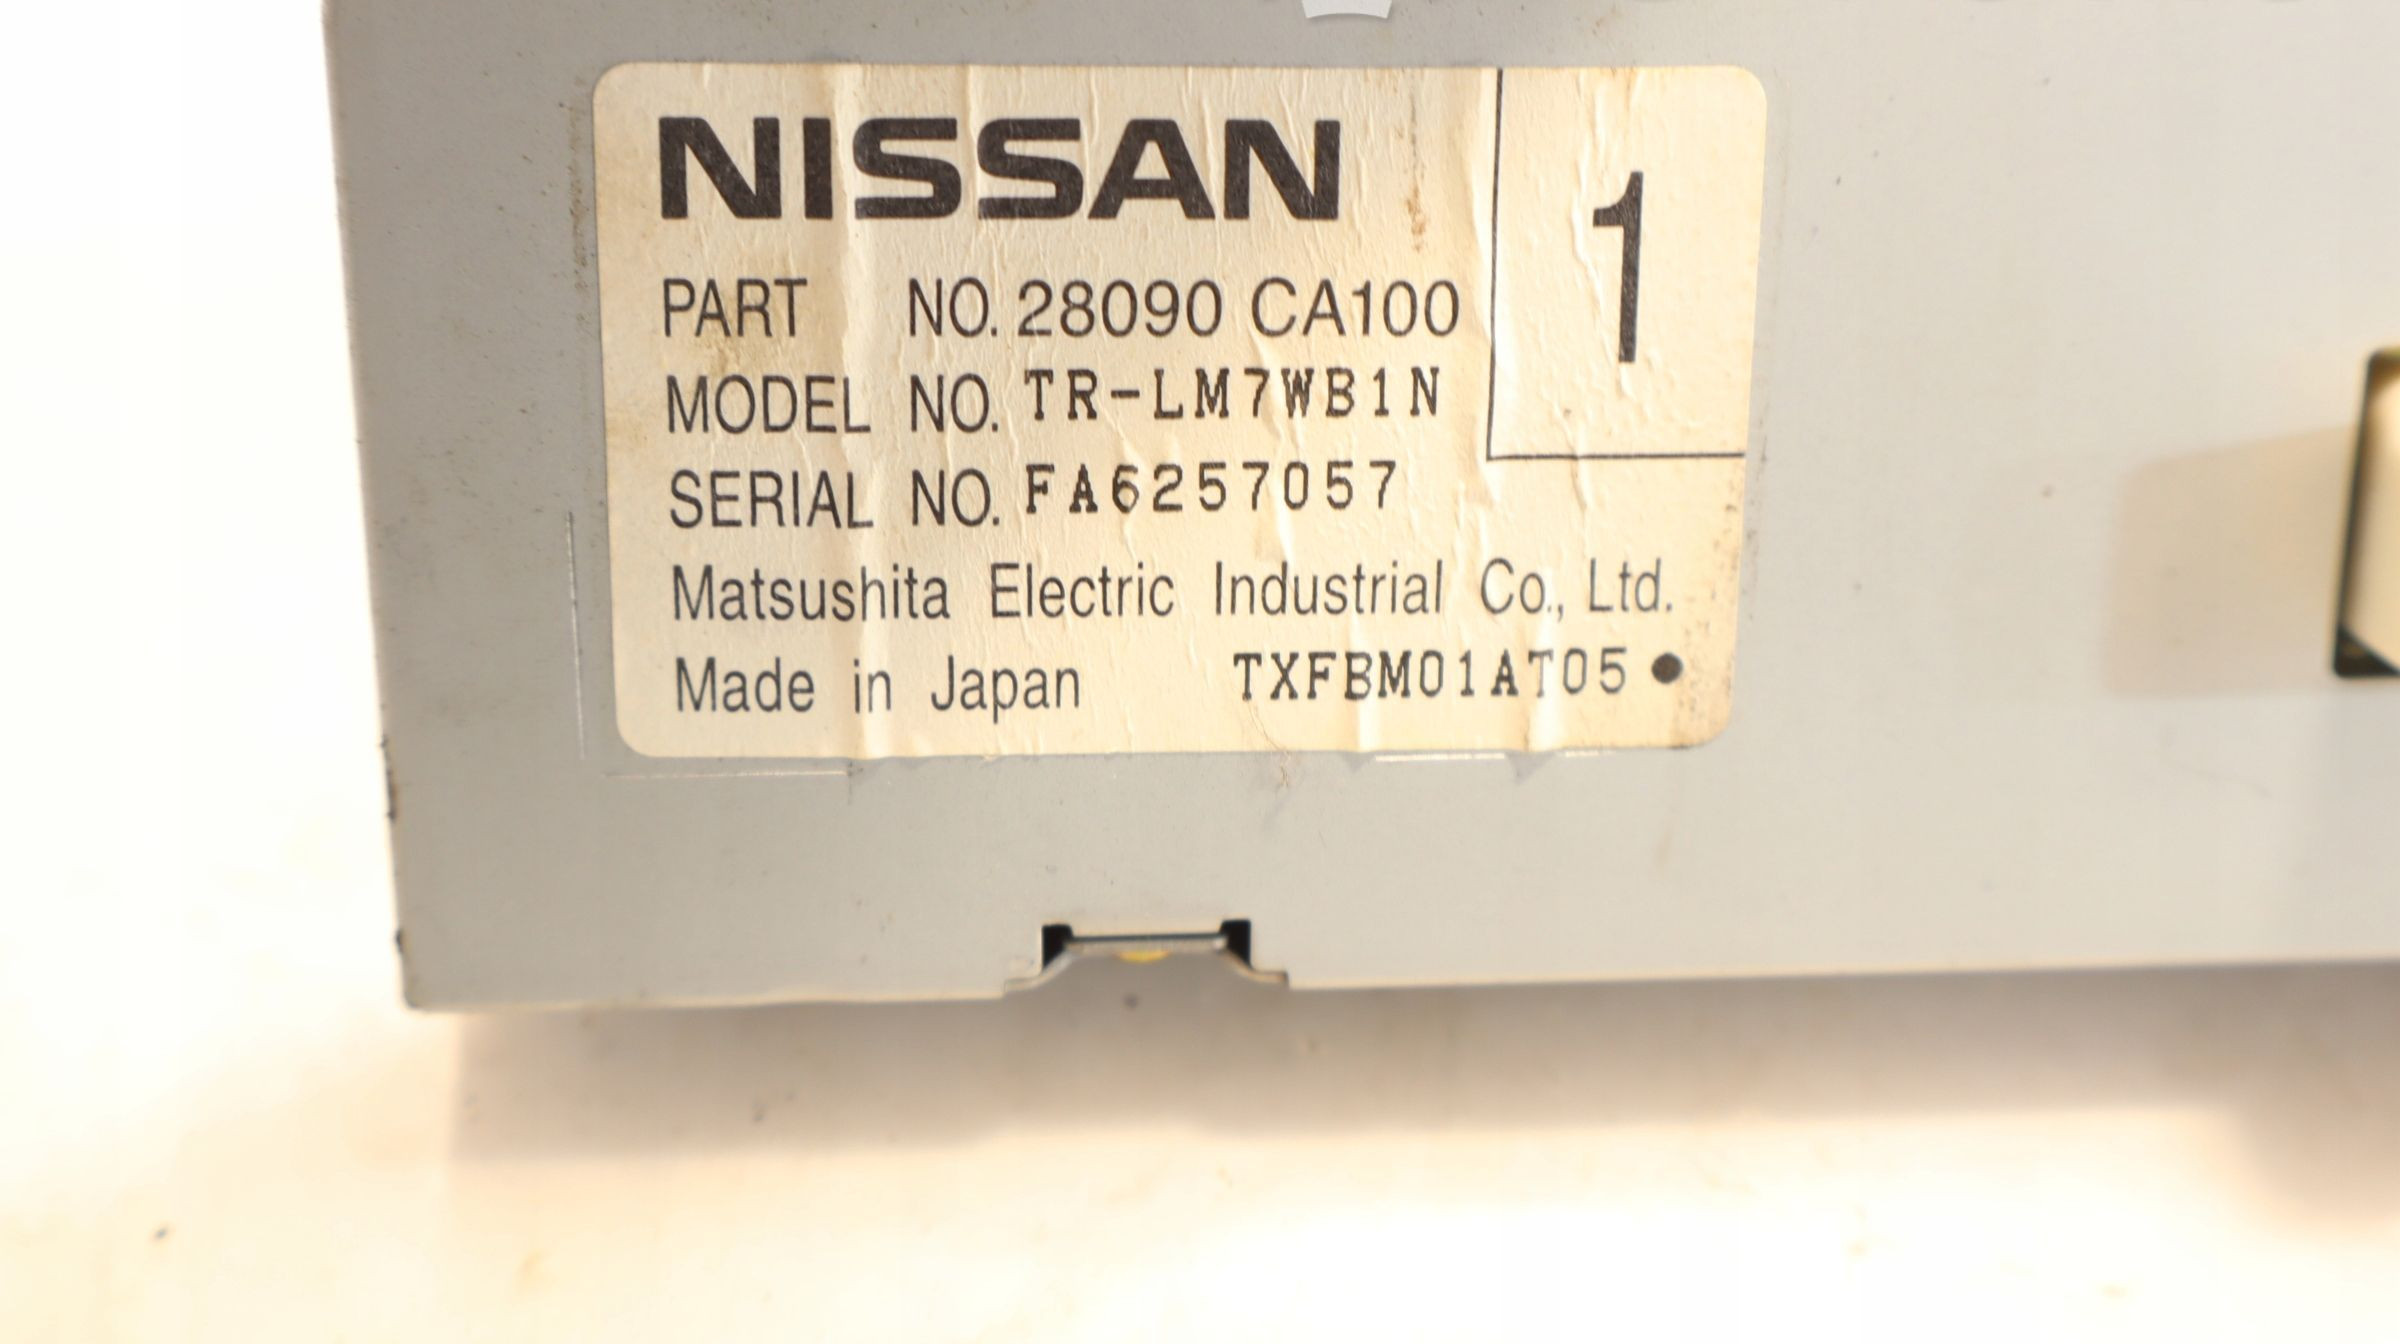 NISSAN
1
PART NO. 28090 CA100
MODEL NO. TR-LM7WB1N
SERIAL NO. FA6257057
Matsushita Electric Industrial Co., Ltd.
Made in Japan TXFBM01AT05●